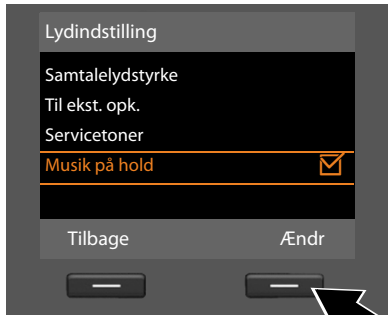 Lydindstilling
Samtalelydstyrke
Til ekst. opk.
Servicetoner
Musik på hold
Tilbage Ændr